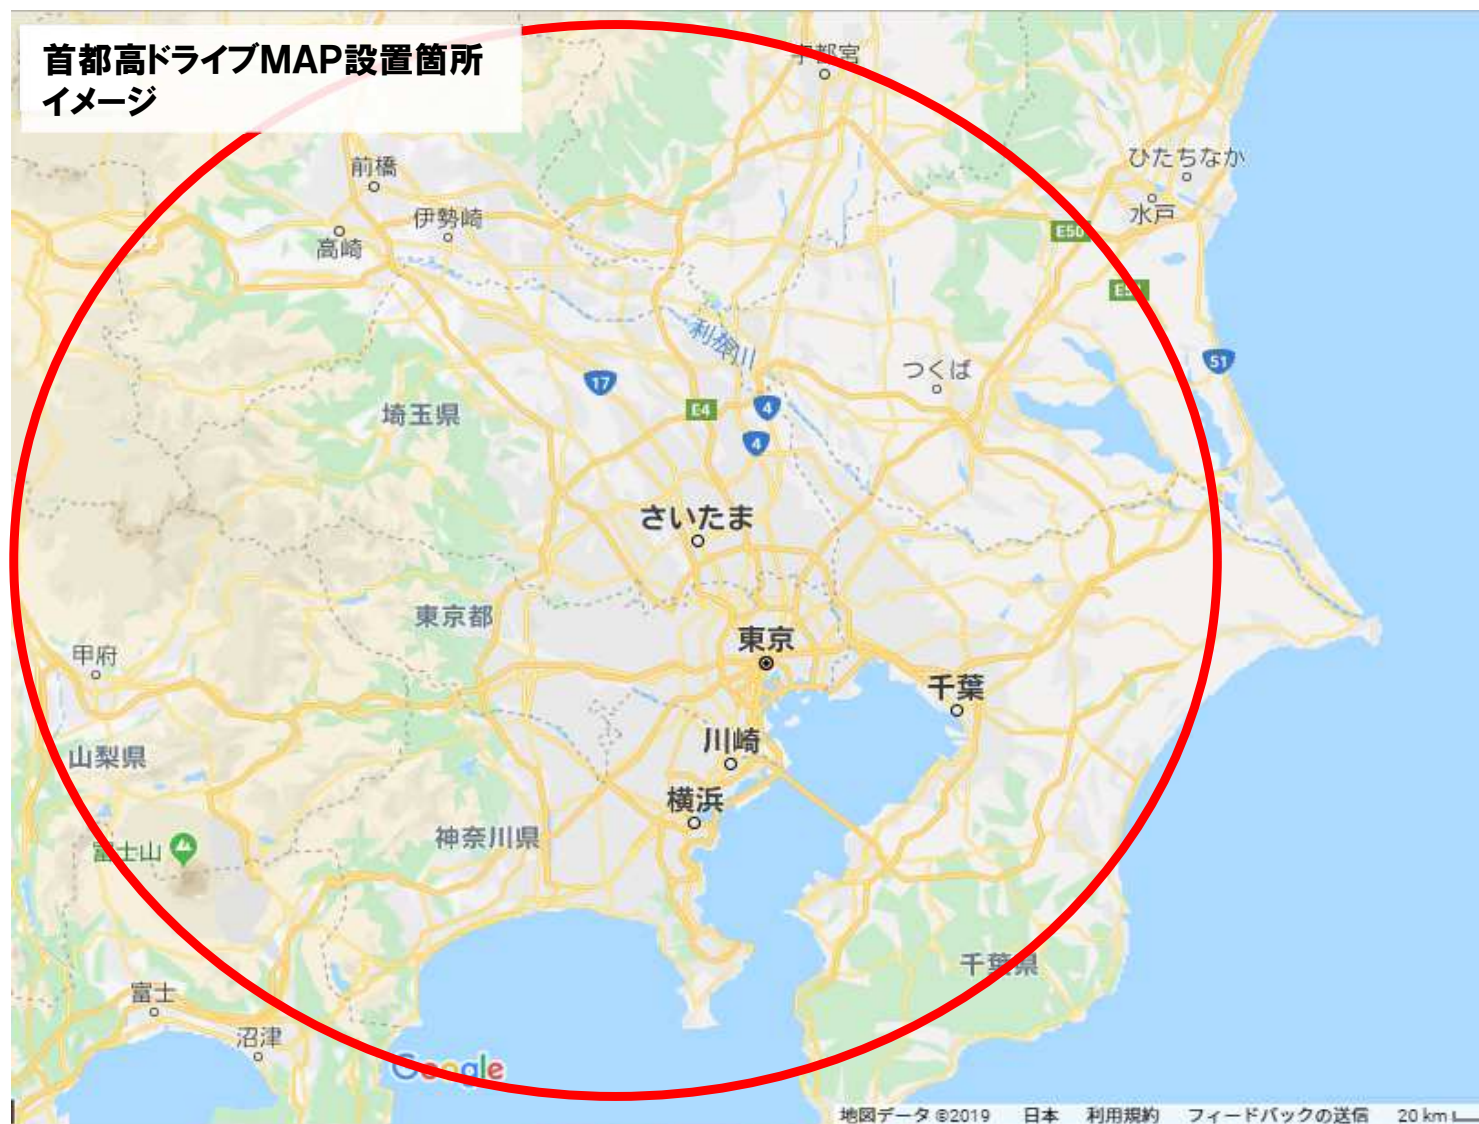 首都高ドライブMAP設置箇所
イメージ
宇都宮
ひたちなか
前橋
水戸
伊勢崎
E50
高崎
E51
利根川
51
つくば
17
埼玉県
E4
4
4
さいたま
東京都
東京
甲府
千葉
川崎
山梨県
横浜
神奈川県
富士山
千葉県
富士
沼津
Google
地図データ ©2019 日本 利用規約 フィードバックの送信 20 km